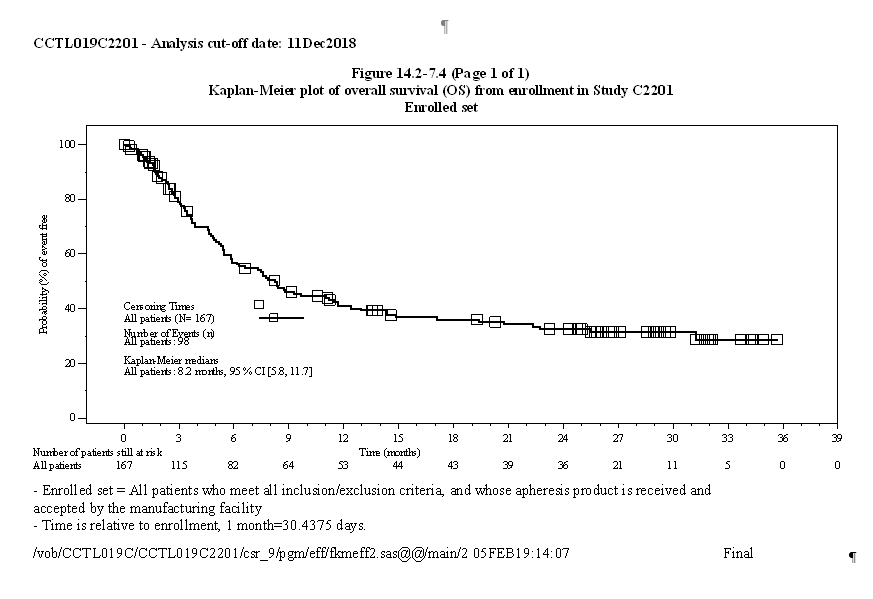 ¶
CCTL019C2201 - Analysis cut-off date: 11Dec2018
Figure 14.2-7.4 (Page 1 of 1)
Kaplan-Meier plot of overall survival (OS) from enrollment in Study C2201
Enrolled set
Probability (%) of event free
100
80
60
40
20
0
Censoring Times
All patients (N= 167)
Number of Events (n)
All patients : 98
Kaplan-Meier medians
All patients : 8.2 months, 95 % CI [5.8, 11.7]
0 3 6 9 12 15 18 21 24 27 30 33 36 39
Number of patients still at risk
Time (months)
All patients 167 115 82 64 53 44 43 39 36 21 11 5 0 0
- Enrolled set = All patients who meet all inclusion/exclusion criteria, and whose apheresis product is received and
accepted by the manufacturing facility
- Time is relative to enrollment, 1 month=30.4375 days.
/vob/CCTL019C/CCTL019C2201/csr_9/pgm/eff/fkmeff2.sas@@/main/2 05FEB19:14:07 Final ¶